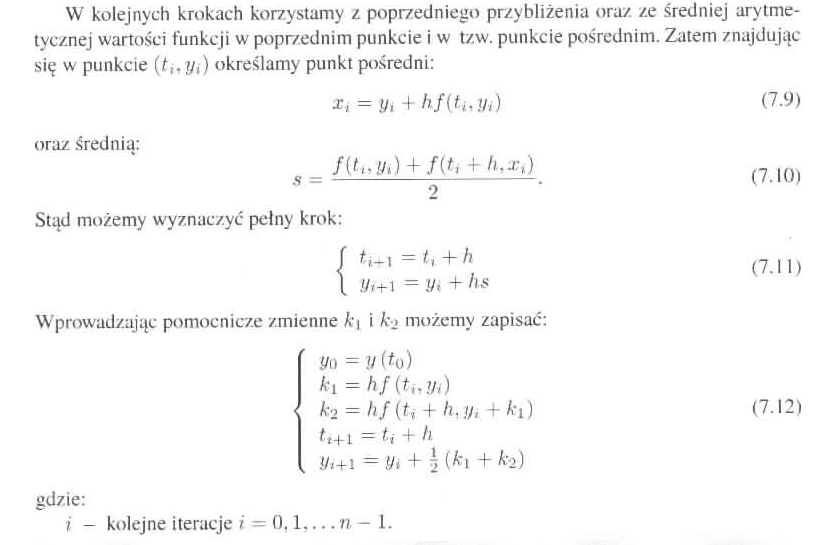 W kolejnych krokach korzystamy z poprzedniego przybliżenia oraz ze średniej arytme-
tycznej wartości funkcji w poprzednim punkcie i w tzw. punkcie pośrednim. Zatem znajdując
się w punkcie (t_i, y_i) określamy punkt pośredni:
x_i = y_i + hf(t_i, y_i) (7.9)
oraz średnią:
s = \frac{f(t_i, y_i) + f(t_i + h, x_i)}{2}. (7.10)
Stąd możemy wyznaczyć pełny krok:
{ t_{i+1} = t_i + h
y_{i+1} = y_i + hs (7.11)
Wprowadzając pomocnicze zmienne k_1 i k_2 możemy zapisać:
{ y_0 = y(t_0)
k_1 = hf(t_i, y_i)
k_2 = hf(t_i + h, y_i + k_1) (7.12)
t_{i+1} = t_i + h
y_{i+1} = y_i + \frac{1}{2}(k_1 + k_2)
gdzie:
i – kolejne iteracje i = 0, 1, ... n − 1.